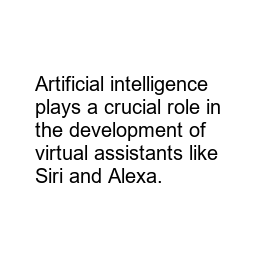 Artificial intelligence
plays a crucial role in
the development of
virtual assistants like
Siri and Alexa.